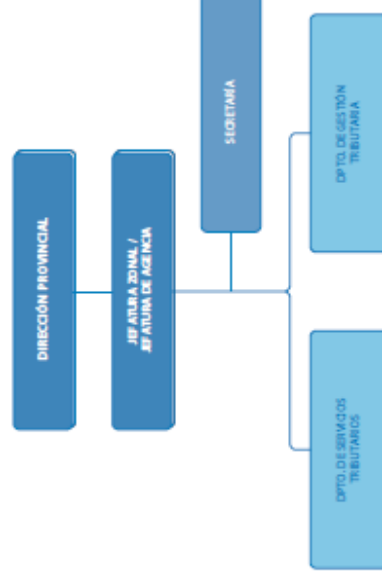 DIRECCIÓN PROVINCIAL
JEFATURA ZONAL /
JEFATURA DE AGENCIA
SECRETARÍA
DPTO. DE SERVICIOS
TRIBUTARIOS
DPTO. DE GESTIÓN
TRIBUTARIA